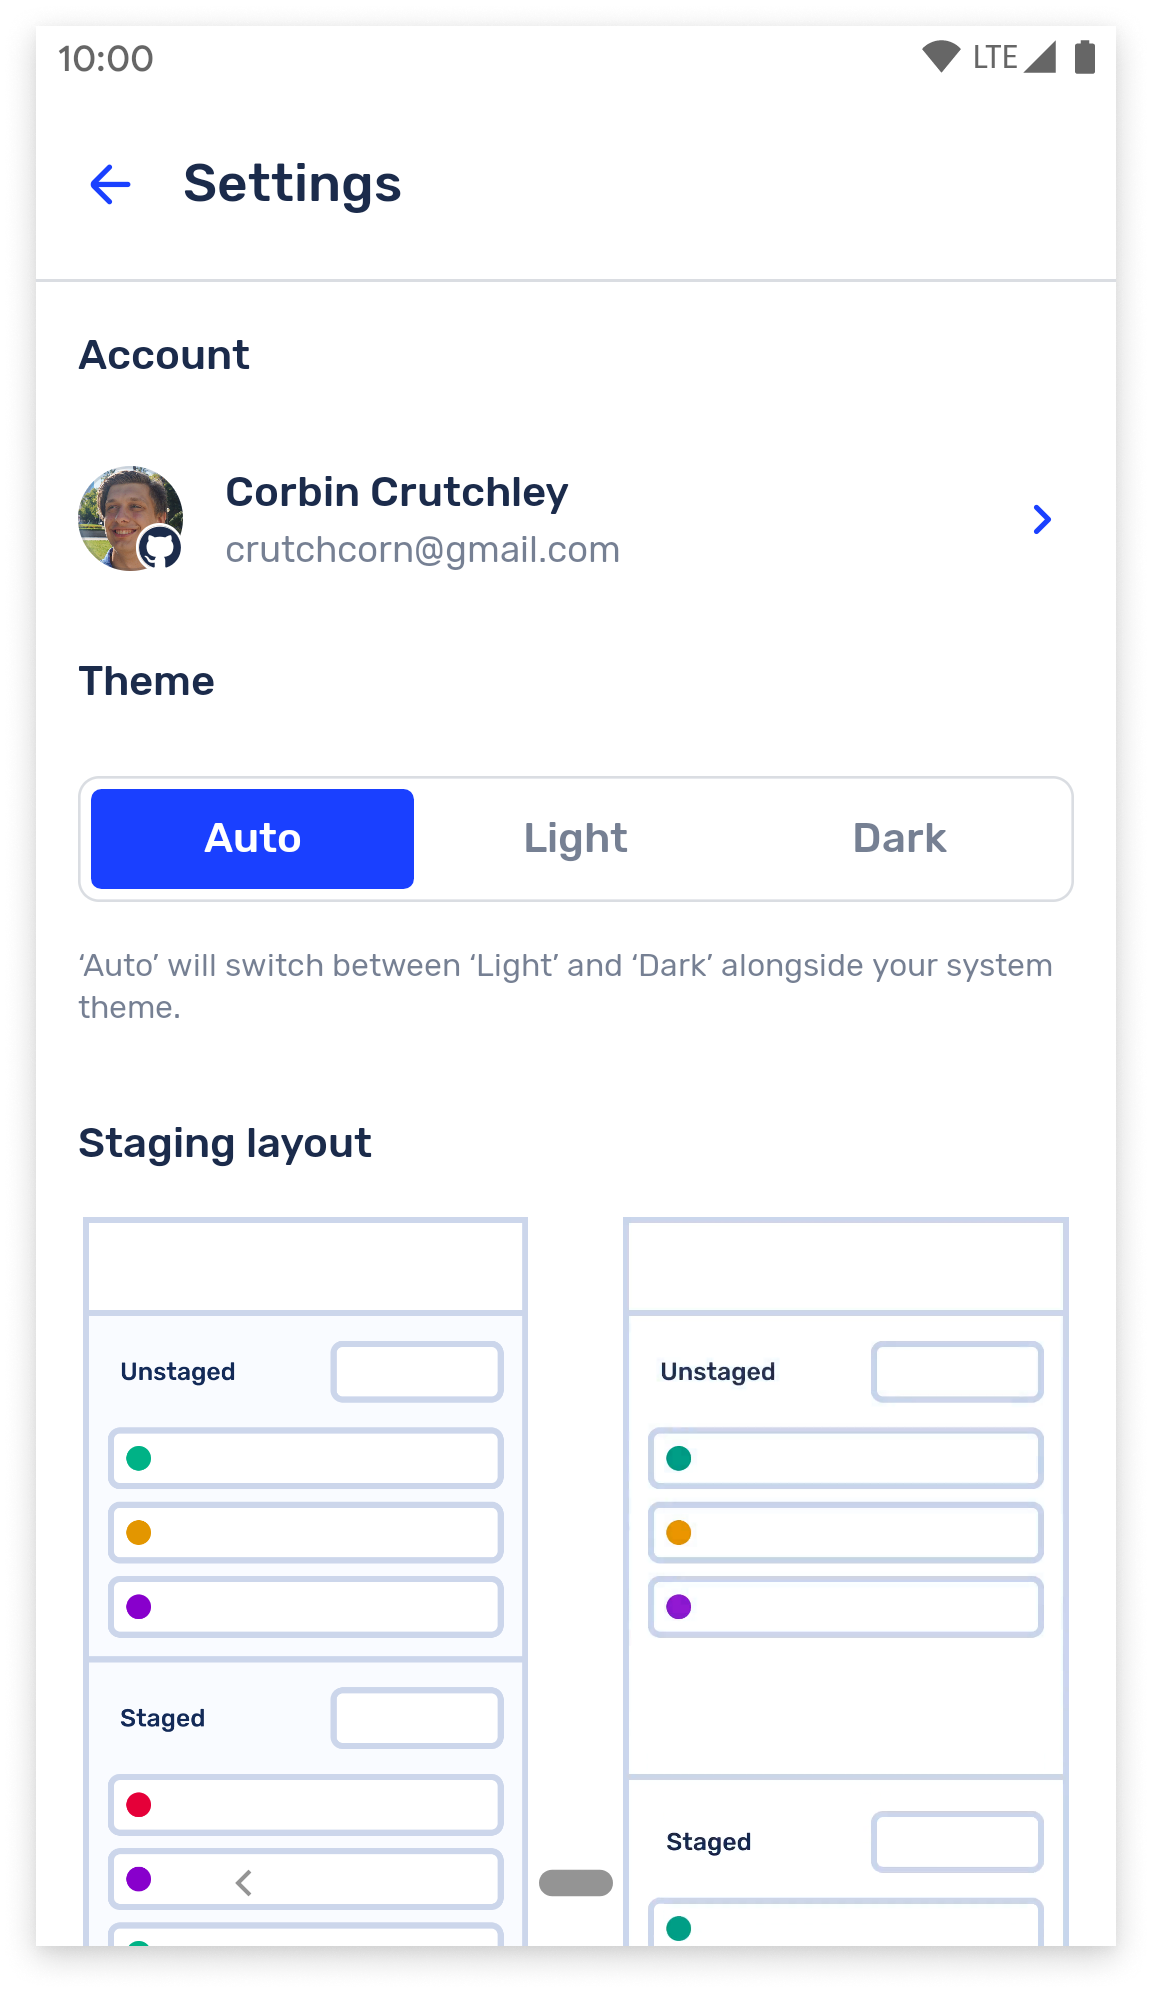 10:00 LTE
Settings
Account
Corbin Crutchley
crutchcorn@gmail.com
Theme
Auto Light Dark
‘Auto’ will switch between ‘Light’ and ‘Dark’ alongside your system
theme.
Staging layout
Unstaged
Staged
Unstaged
Staged